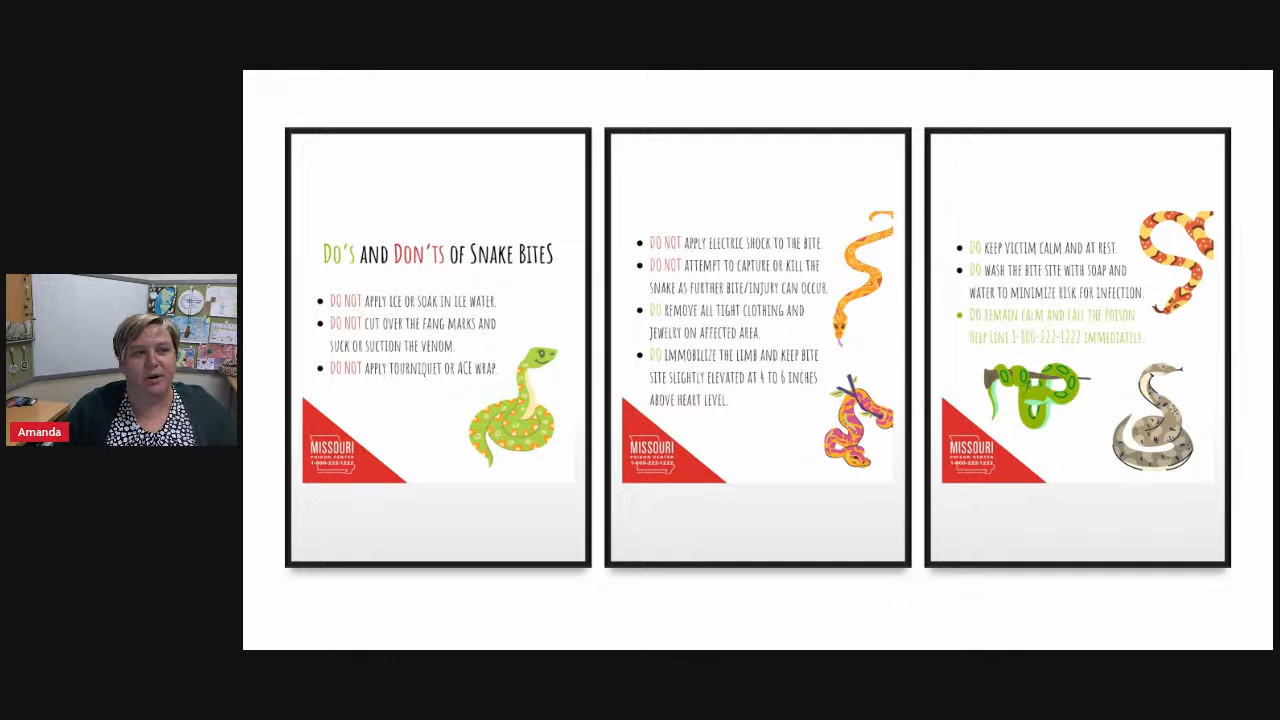 Amanda
Do's and Don'ts of Snake Bites
DO NOT apply ice or soak in ice water.
DO NOT cut over the fang marks and
suck or suction the venom.
DO NOT apply tourniquet or ACE wrap.
MISSOURI
POISON CENTER
1-800-222-1222
DO NOT apply electric shock to the bite.
DO NOT attempt to capture or kill the
snake as further bite/injury can occur.
DO remove all tight clothing and
jewelry on affected area.
DO immobilize the limb and keep bite
site slightly elevated at 4 to 6 inches
above heart level.
MISSOURI
POISON CENTER
1-800-222-1222
DO keep victim calm and at rest.
DO wash the bite site with soap and
water to minimize risk for infection.
DO remain calm and call the Poison
Help Line 1-800-222-1222 immediately.
MISSOURI
POISON CENTER
1-800-222-1222